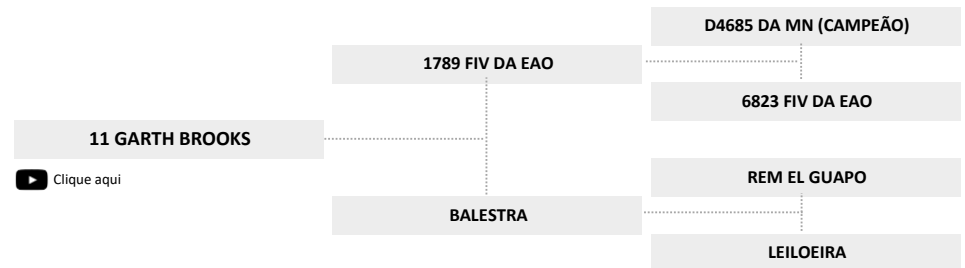 D4685 DA MN (CAMPEÃO)
1789 FIV DA EAO
6823 FIV DA EAO
11 GARTH BROOKS
Clique aqui
REM EL GUAPO
BALESTRA
LEILOEIRA